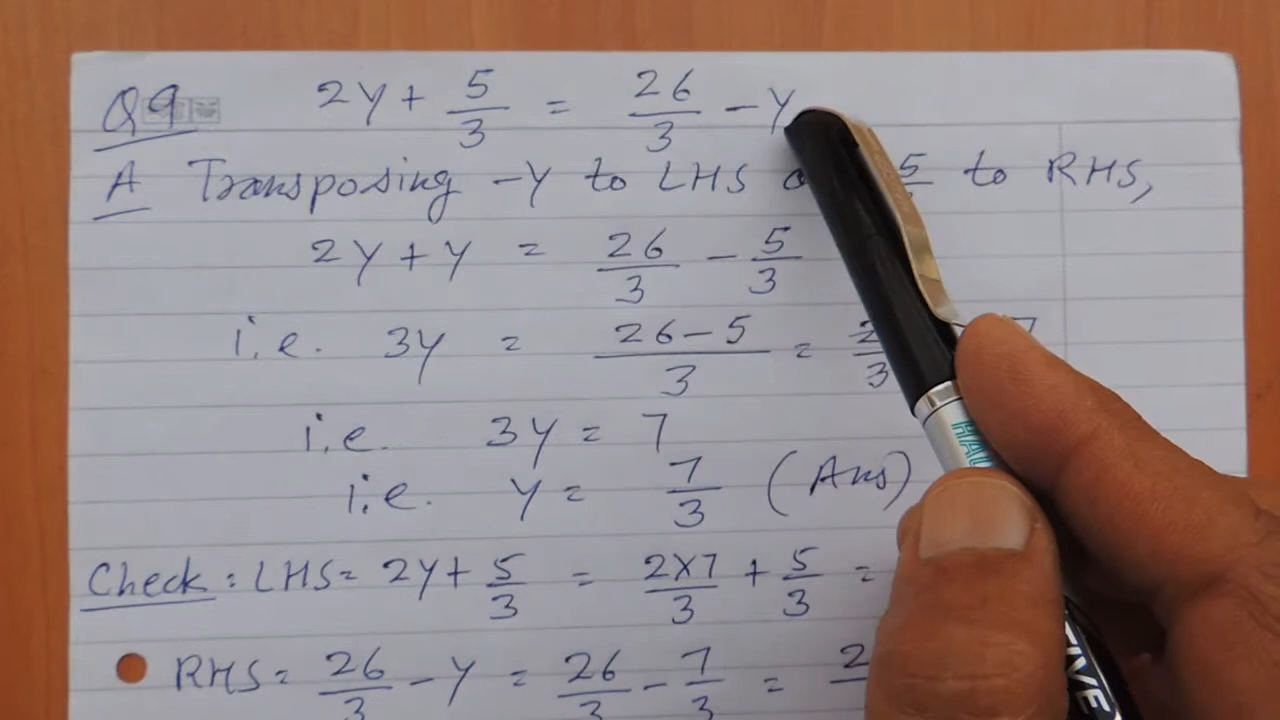 Q9 2y + 5/3 = 26/3 - y
A Transposing -y to LHS 5 to RHS,
2y + y = 26/3 - 5/3
i.e. 3y = (26-5)/3 = 2/3 7
i.e. 3y = 7
i.e. y = 7/3 (Ans)
Check: LHS = 2y + 5/3 = 2x7/3 + 5/3 =
RHS = 26/3 - y = 26/3 - 7/3 = 2